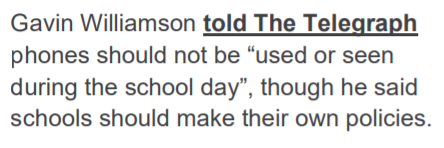 Gavin Williamson told The Telegraph
phones should not be “used or seen
during the school day”, though he said
schools should make their own policies.